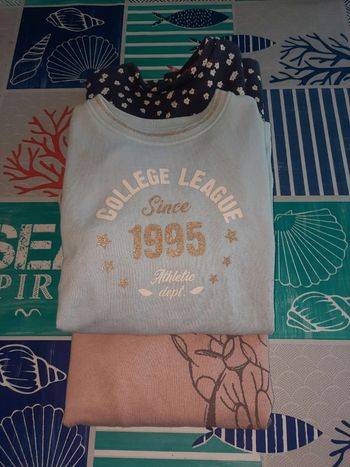 COLLEGE LEAGUE
Since
1995
Athletic
dept.
SEA
PIR